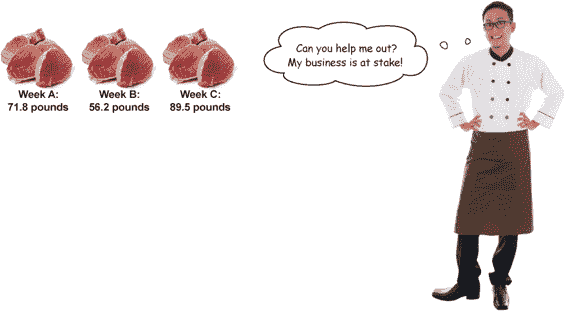 Can you help me out?
My business is at stake!
Week A:
71.8 pounds
Week B:
56.2 pounds
Week C:
89.5 pounds